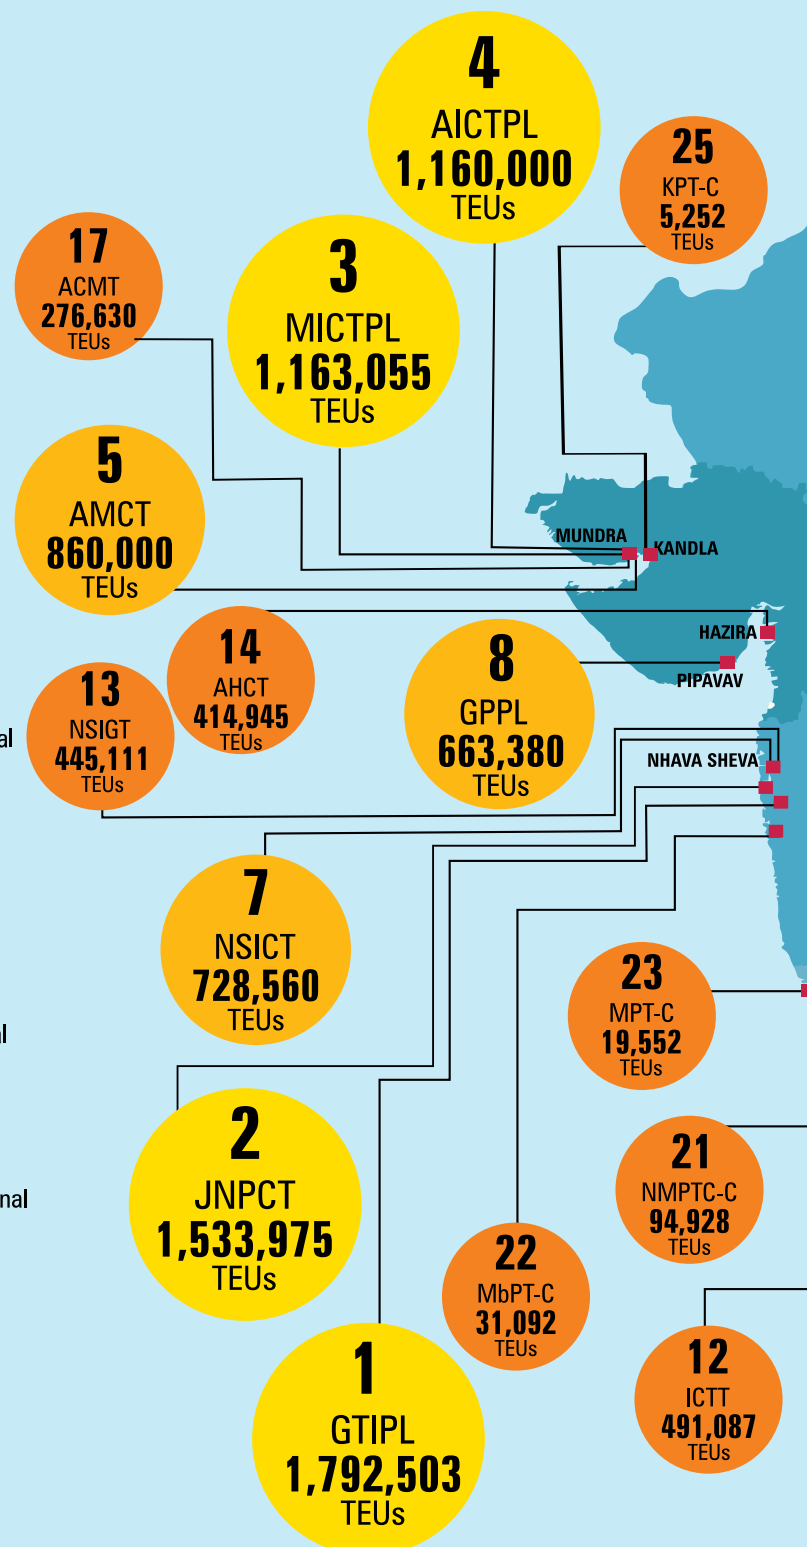 4
AICTPL
1,160,000
TEUs
25
KPT-C
5,252
TEUs
17
ACMT
276,630
TEUs
3
MICTPL
1,163,055
TEUs
5
AMCT
860,000
TEUs
MUNDRA
KANDLA
14
AHCT
414,945
TEUs
HAZIRA
8
GPPL
663,380
TEUs
PIPAVAV
13
NSIGT
445,111
TEUs
al
NHAVA SHEVA
7
NSICT
728,560
TEUs
23
MPT-C
19,552
TEUs
al
2
JNPCT
1,533,975
TEUs
21
NMPTC-C
94,928
TEUs
nal
22
MbPT-C
31,092
TEUs
1
GTIPL
1,792,503
TEUs
12
ICTT
491,087
TEUs